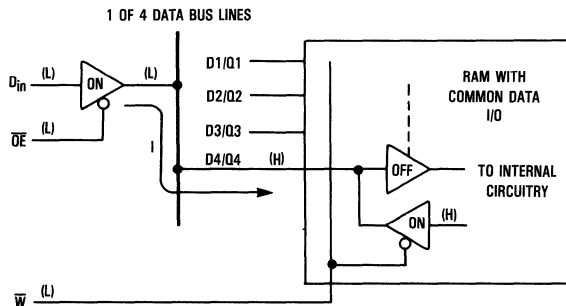 1 OF 4 DATA BUS LINES
D1/Q1
D2/Q2
D3/Q3
D4/Q4 (H)
RAM WITH
COMMON DATA
I/O
Din (L)
ON
(L)
OE (L)
I
OFF
TO INTERNAL
CIRCUITRY
ON
(H)
W (L)